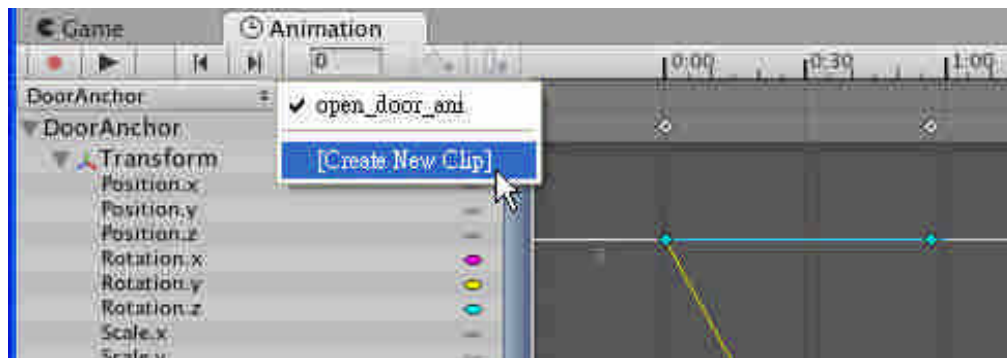 Game Animation
0 0:00 0:30 1:00
DoorAnchor
open_door_ani
DoorAnchor
[Create New Clip]
Transform
Position.x
Position.y
Position.z
Rotation.x
Rotation.y
Rotation.z
Scale.x
Scale.y